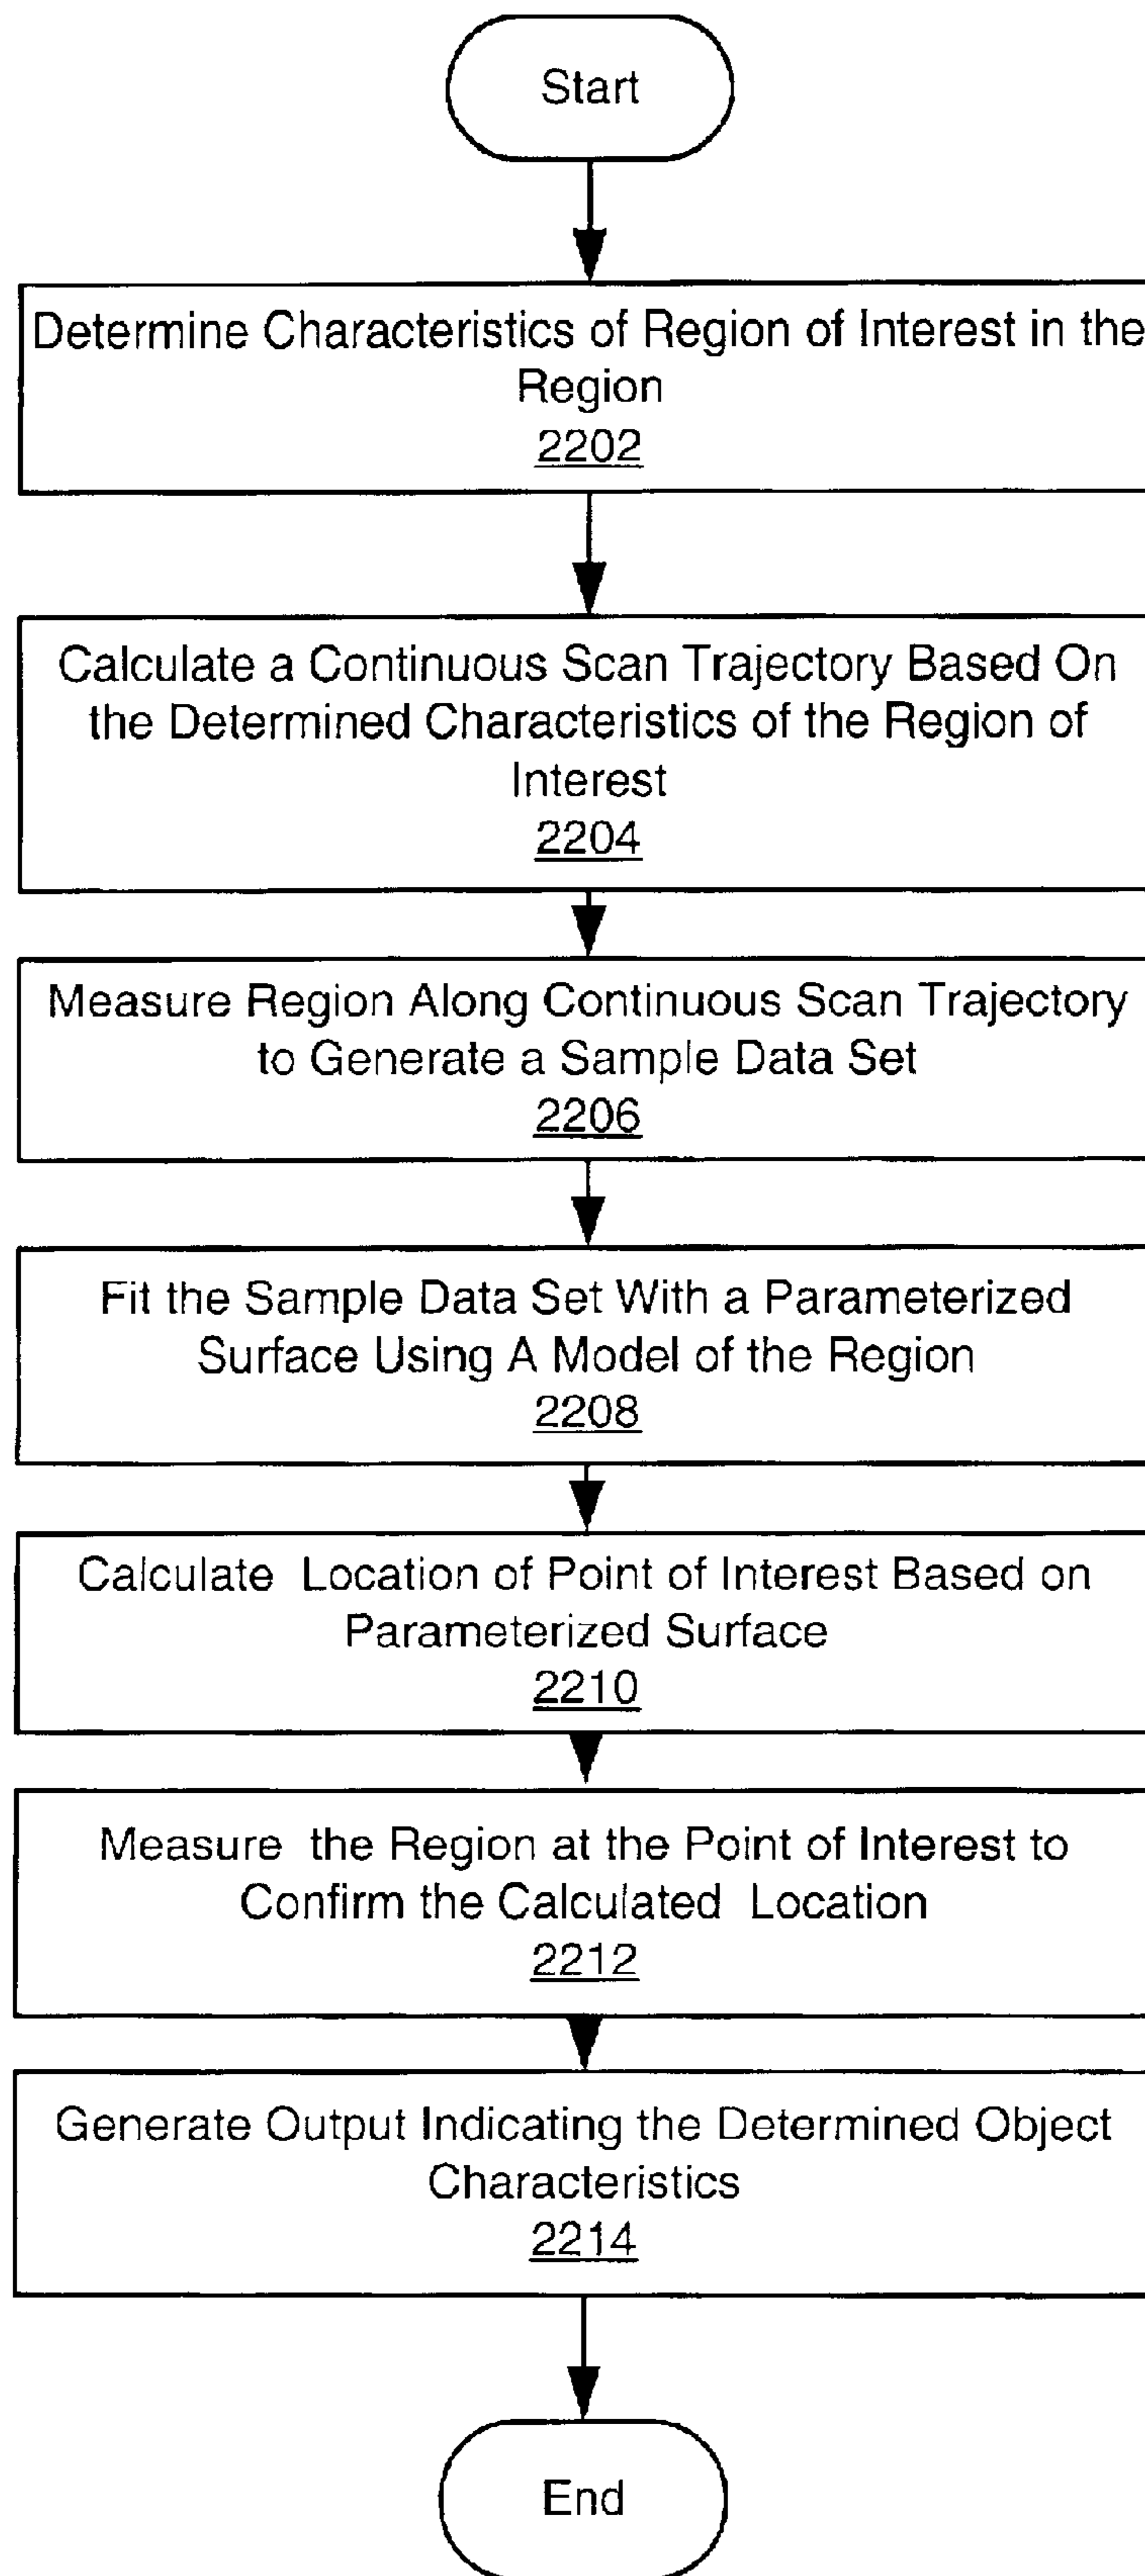 Start
Determine Characteristics of Region of Interest in the
Region
2202
Calculate a Continuous Scan Trajectory Based On
the Determined Characteristics of the Region of
Interest
2204
Measure Region Along Continuous Scan Trajectory
to Generate a Sample Data Set
2206
Fit the Sample Data Set With a Parameterized
Surface Using A Model of the Region
2208
Calculate Location of Point of Interest Based on
Parameterized Surface
2210
Measure the Region at the Point of Interest to
Confirm the Calculated Location
2212
Generate Output Indicating the Determined Object
Characteristics
2214
End